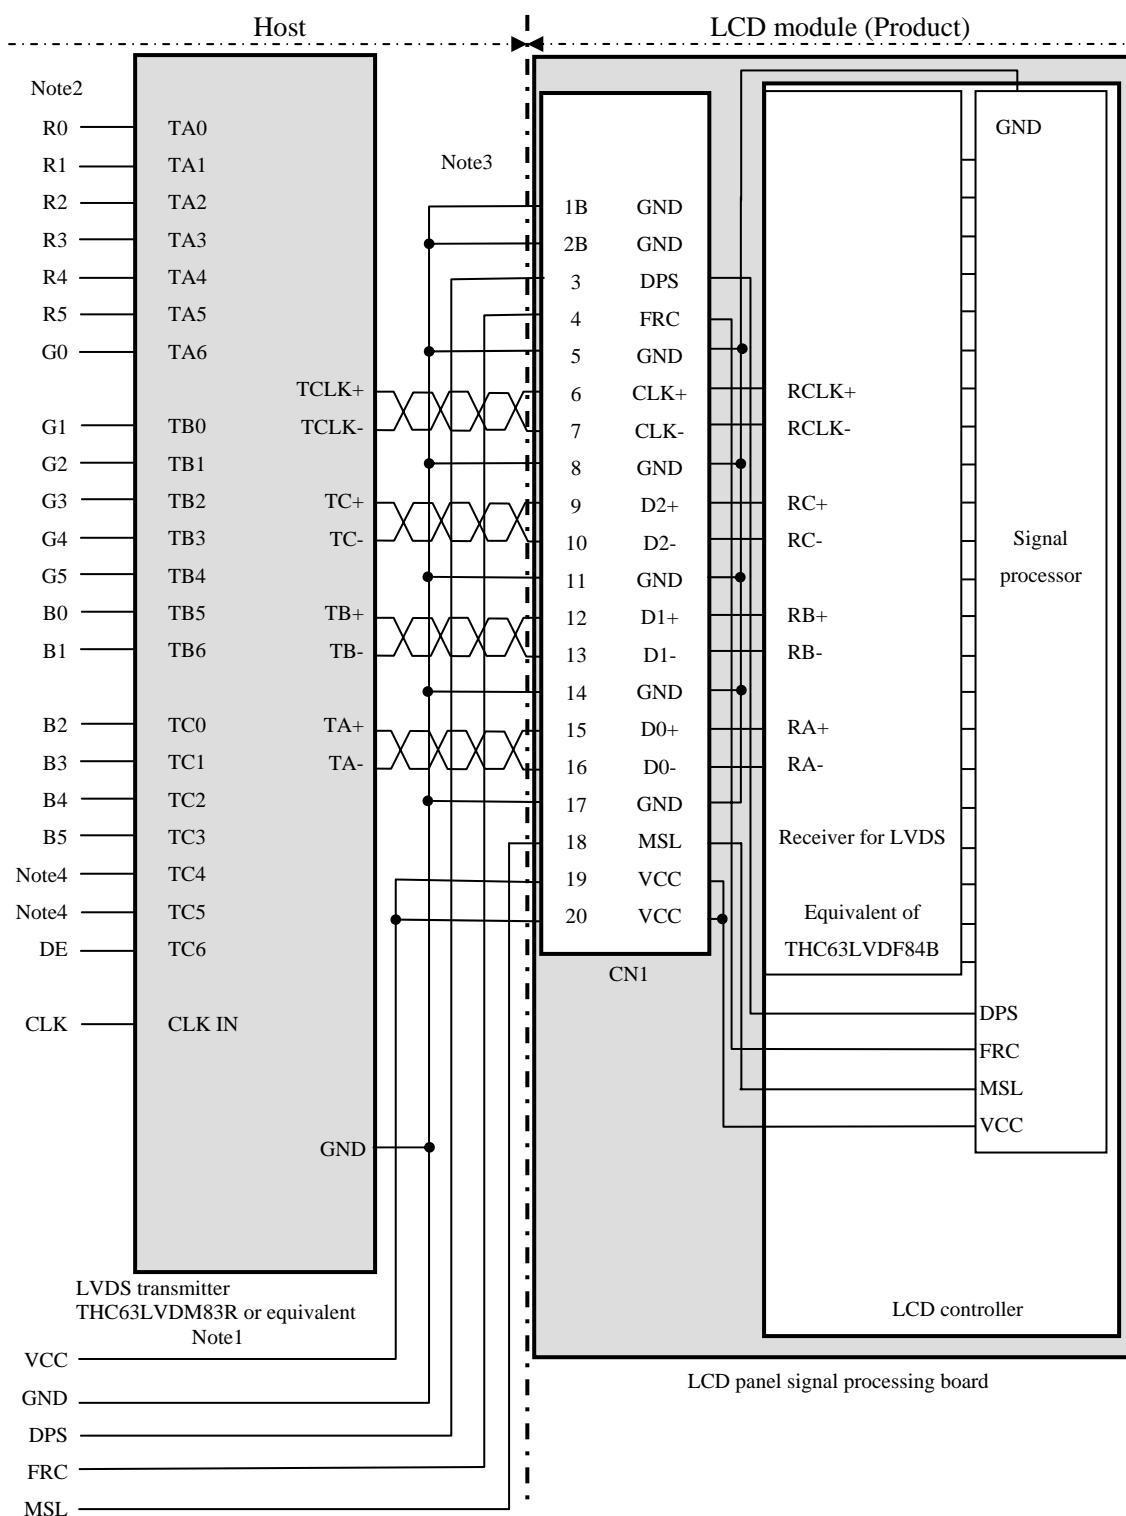 Host
LCD module (Product)
Note2
R0 TA0
R1 TA1
R2 TA2
R3 TA3
R4 TA4
R5 TA5
G0 TA6
G1 TB0
G2 TB1
G3 TB2
G4 TB3
G5 TB4
B0 TB5
B1 TB6
B2 TC0
B3 TC1
B4 TC2
B5 TC3
Note4 TC4
Note4 TC5
DE TC6
CLK CLK IN
TCLK+
TCLK-
TC+
TC-
TB+
TB-
TA+
TA-
GND
LVDS transmitter
THC63LVDM83R or equivalent
Note1
VCC
GND
DPS
FRC
MSL
Note3
1B GND
2B GND
3 DPS
4 FRC
5 GND
6 CLK+
7 CLK-
8 GND
9 D2+
10 D2-
11 GND
12 D1+
13 D1-
14 GND
15 D0+
16 D0-
17 GND
18 MSL
19 VCC
20 VCC
CN1
RCLK+
RCLK-
RC+
RC-
RB+
RB-
RA+
RA-
Receiver for LVDS
Equivalent of
THC63LVDF84B
GND
Signal
processor
DPS
FRC
MSL
VCC
LCD controller
LCD panel signal processing board